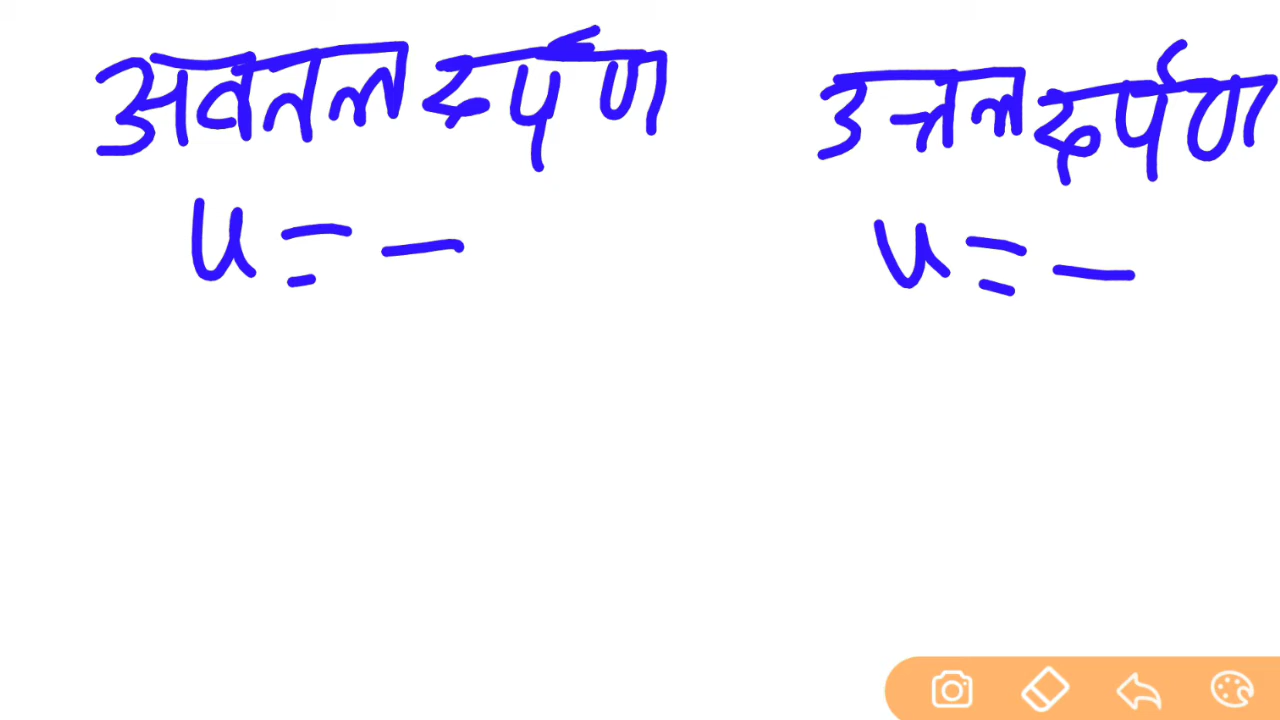 अवतल दर्पण
उत्तल दर्पण
u = –
u = –